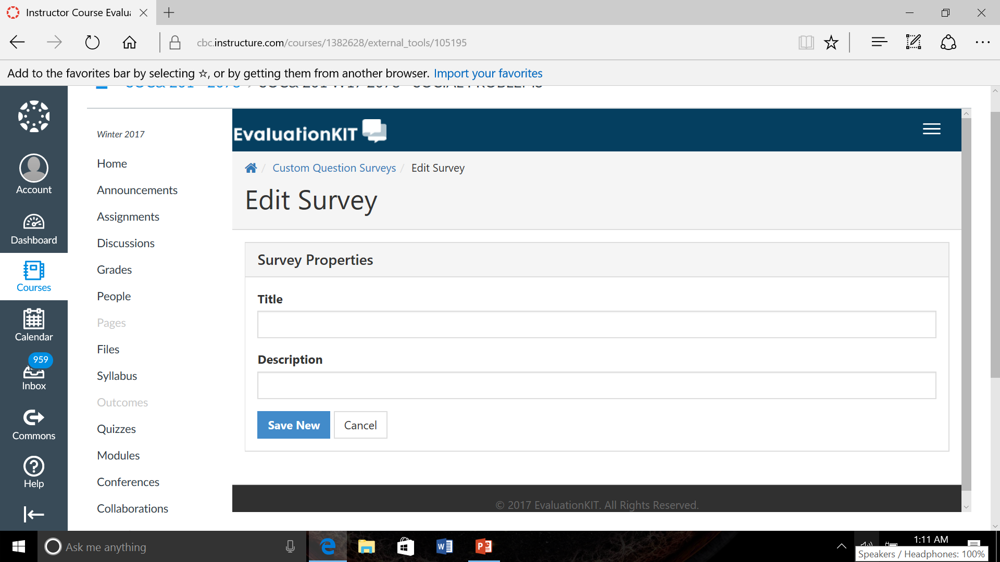 Instructor Course Evalu
cbc.instructure.com/courses/1382628/external_tools/105195
Add to the favorites bar by selecting ☆, or by getting them from another browser. Import your favorites
SOCIAL PROBLEMS
Winter 2017
Home
Announcements
Assignments
Discussions
Grades
People
Pages
Files
Syllabus
Outcomes
Quizzes
Modules
Conferences
Collaborations
Account
Dashboard
Courses
Calendar
959
Inbox
Commons
Help
EvaluationKIT
/ Custom Question Surveys / Edit Survey
Edit Survey
Survey Properties
Title
Description
Save New Cancel
© 2017 EvaluationKIT. All Rights Reserved.
Ask me anything
1:11 AM
Speakers / Headphones: 100%